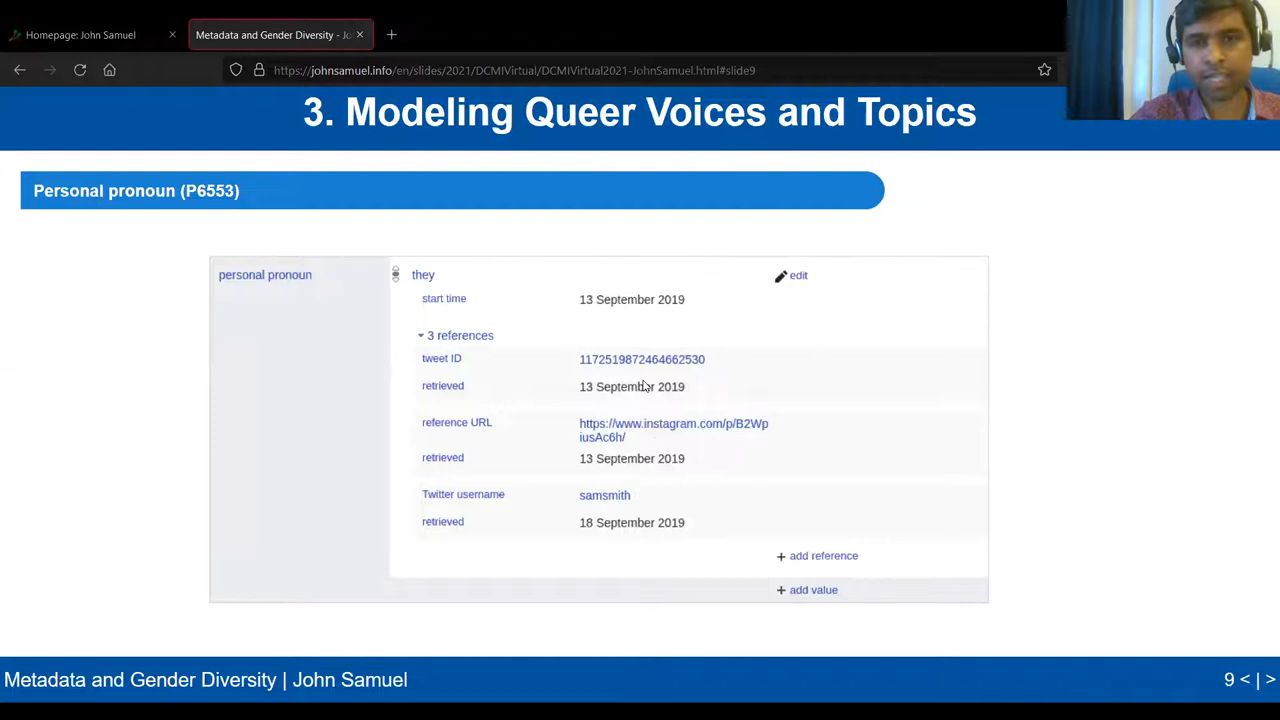 Homepage: John Samuel
Metadata and Gender Diversity - Jo
https://johnsamuel.info/en/slides/2021/DCMIVirtual/DCMIVirtual2021-JohnSamuel.html#slide9
3. Modeling Queer Voices and Topics
Personal pronoun (P6553)
personal pronoun they edit
start time 13 September 2019
3 references
tweet ID 1172519872464662530
retrieved 13 September 2019
reference URL https://www.instagram.com/p/B2Wp
iusAc6h/
retrieved 13 September 2019
Twitter username samsmith
retrieved 18 September 2019
+ add reference
+ add value
Metadata and Gender Diversity | John Samuel 9 < | >